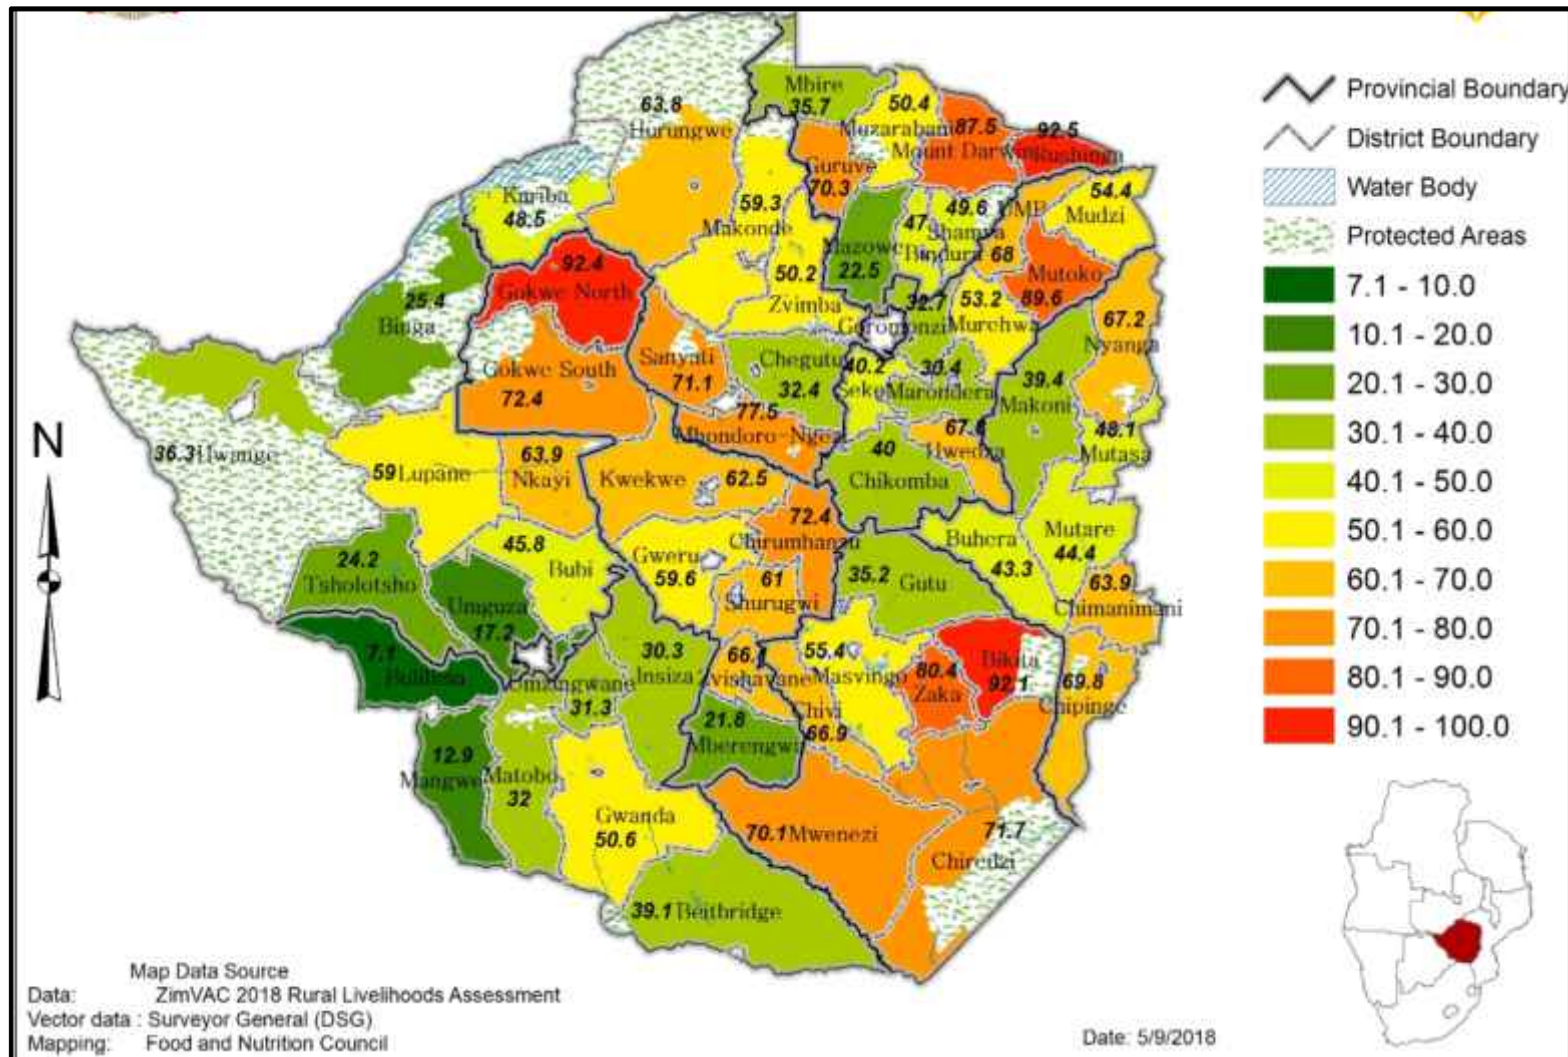 Mbire
35.7
50.4
Muzarabani
87.5
Mount Darwin
92.5
Rushinga
63.8
Hurungwe
Guruve
70.3
54.4
Mudzi
UMP
68
Kariba
48.5
59.3
Makonde
47
Bindura
49.6
Shamva
Mazowe
22.5
Mutoko
89.6
92.4
Gokwe North
50.2
Zvimba
32.7
Goromonzi
53.2
Murehwa
67.2
Nyanga
25.4
Binga
Gokwe South
72.4
Sanyati
71.1
Chegutu
32.4
40.2
Seke
30.4
Marondera
39.4
Makoni
77.5
Mhondoro-Ngezi
67.6
Hwedza
48.1
Mutasa
36.3 Hwange
59 Lupane
63.9
Nkayi
Kwekwe 62.5
40
Chikomba
72.4
Chirumhanzu
Buhera
43.3
Mutare
44.4
45.8
Bubi
Gweru
59.6
61
Shurugwi
35.2 Gutu
63.9
Chimanimani
24.2
Tsholotsho
Umguza
17.2
7.1
Bulilima
Umzingwane
31.3
30.3
Insiza
66.1
Zvishavane
55.4
Masvingo
80.4
Zaka
Bikita
92.1
69.8
Chipinge
Chivi
66.9
21.8
Mberengwa
12.9
Mangwe
Matobo
32
Gwanda
50.6
70.1 Mwenezi
71.7
Chiredzi
39.1 Beitbridge
N
Provincial Boundary
District Boundary
Water Body
Protected Areas
7.1 - 10.0
10.1 - 20.0
20.1 - 30.0
30.1 - 40.0
40.1 - 50.0
50.1 - 60.0
60.1 - 70.0
70.1 - 80.0
80.1 - 90.0
90.1 - 100.0
Map Data Source
Data: ZimVAC 2018 Rural Livelihoods Assessment
Vector data : Surveyor General (DSG)
Mapping: Food and Nutrition Council
Date: 5/9/2018